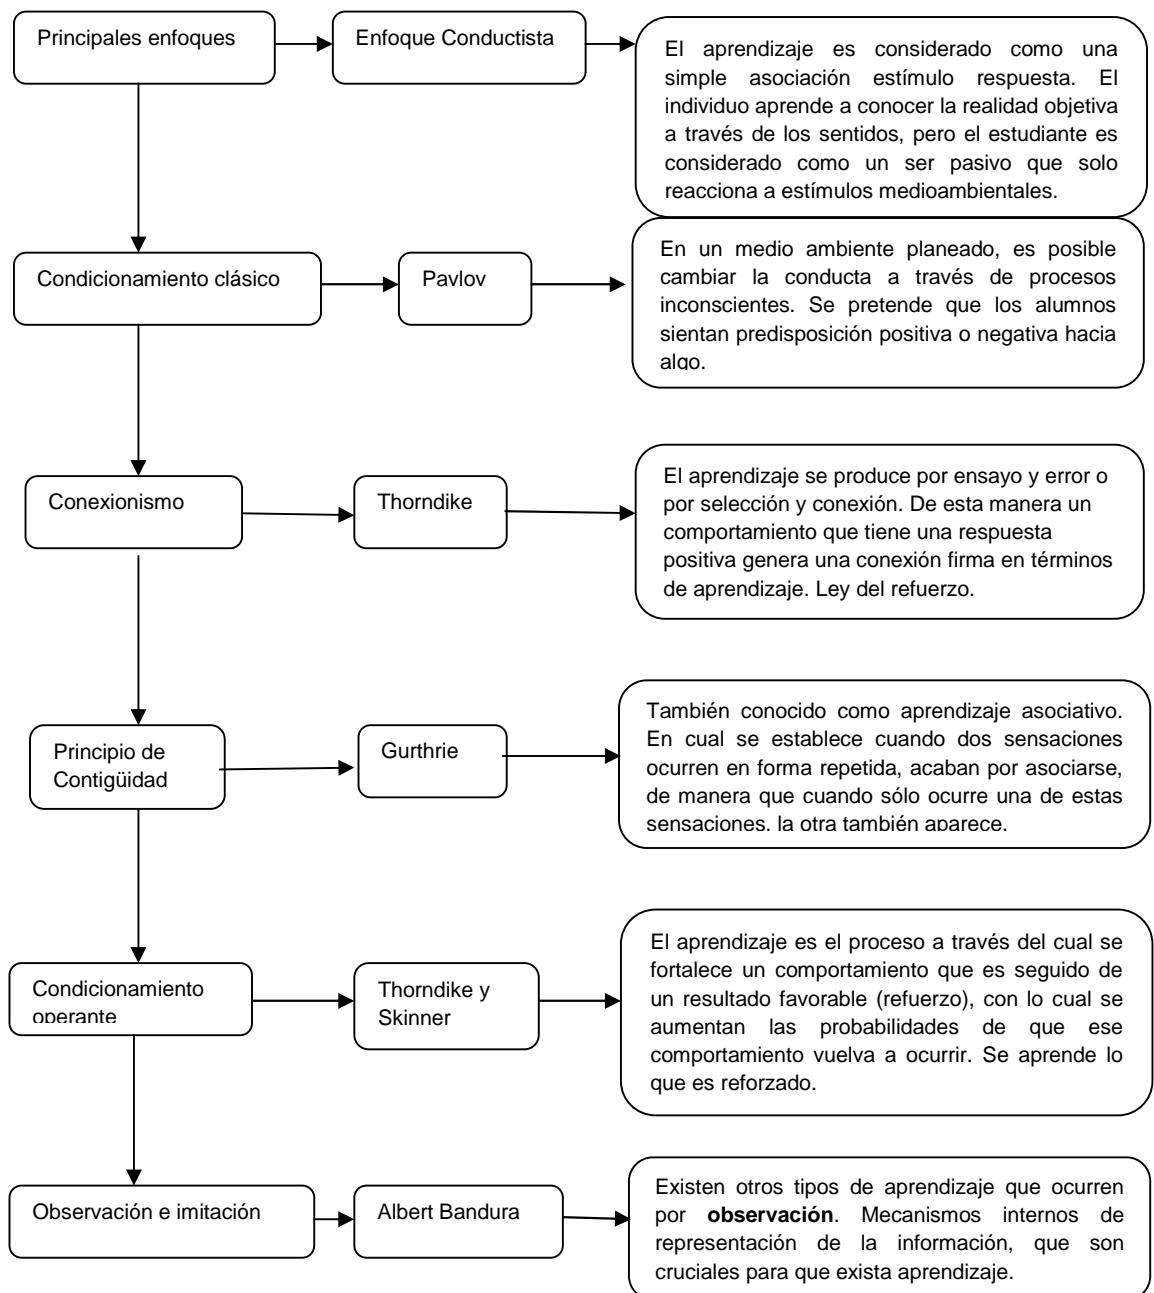 Principales enfoques
Enfoque Conductista
El aprendizaje es considerado como una
simple asociación estímulo respuesta. El
individuo aprende a conocer la realidad objetiva
a través de los sentidos, pero el estudiante es
considerado como un ser pasivo que solo
reacciona a estímulos medioambientales.
Condicionamiento clásico
Pavlov
En un medio ambiente planeado, es posible
cambiar la conducta a través de procesos
inconscientes. Se pretende que los alumnos
sientan predisposición positiva o negativa hacia
algo.
Conexionismo
Thorndike
El aprendizaje se produce por ensayo y error o
por selección y conexión. De esta manera un
comportamiento que tiene una respuesta
positiva genera una conexión firma en términos
de aprendizaje. Ley del refuerzo.
Principio de
Contigüidad
Gurthrie
También conocido como aprendizaje asociativo.
En cual se establece cuando dos sensaciones
ocurren en forma repetida, acaban por asociarse,
de manera que cuando sólo ocurre una de estas
sensaciones, la otra también aparece.
Condicionamiento
operante
Thorndike y
Skinner
El aprendizaje es el proceso a través del cual se
fortalece un comportamiento que es seguido de
un resultado favorable (refuerzo), con lo cual se
aumentan las probabilidades de que ese
comportamiento vuelva a ocurrir. Se aprende lo
que es reforzado.
Observación e imitación
Albert Bandura
Existen otros tipos de aprendizaje que ocurren
por observación. Mecanismos internos de
representación de la información, que son
cruciales para que exista aprendizaje.